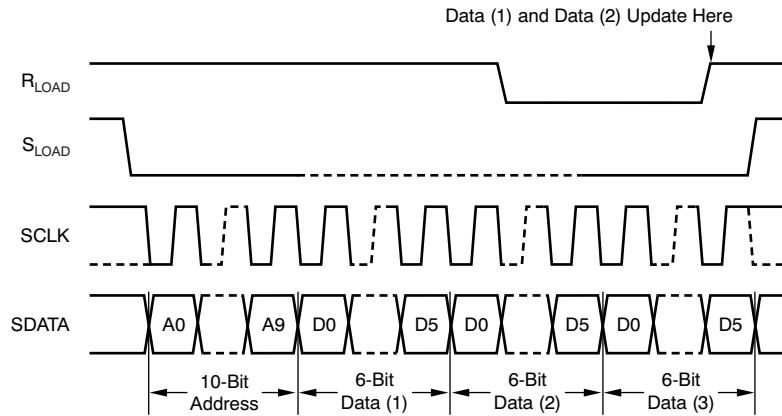 Data (1) and Data (2) Update Here
RLOAD
SLOAD
SCLK
SDATA
A0 A9 D0 D5 D0 D5 D0 D5
10-Bit Address
6-Bit Data (1)
6-Bit Data (2)
6-Bit Data (3)